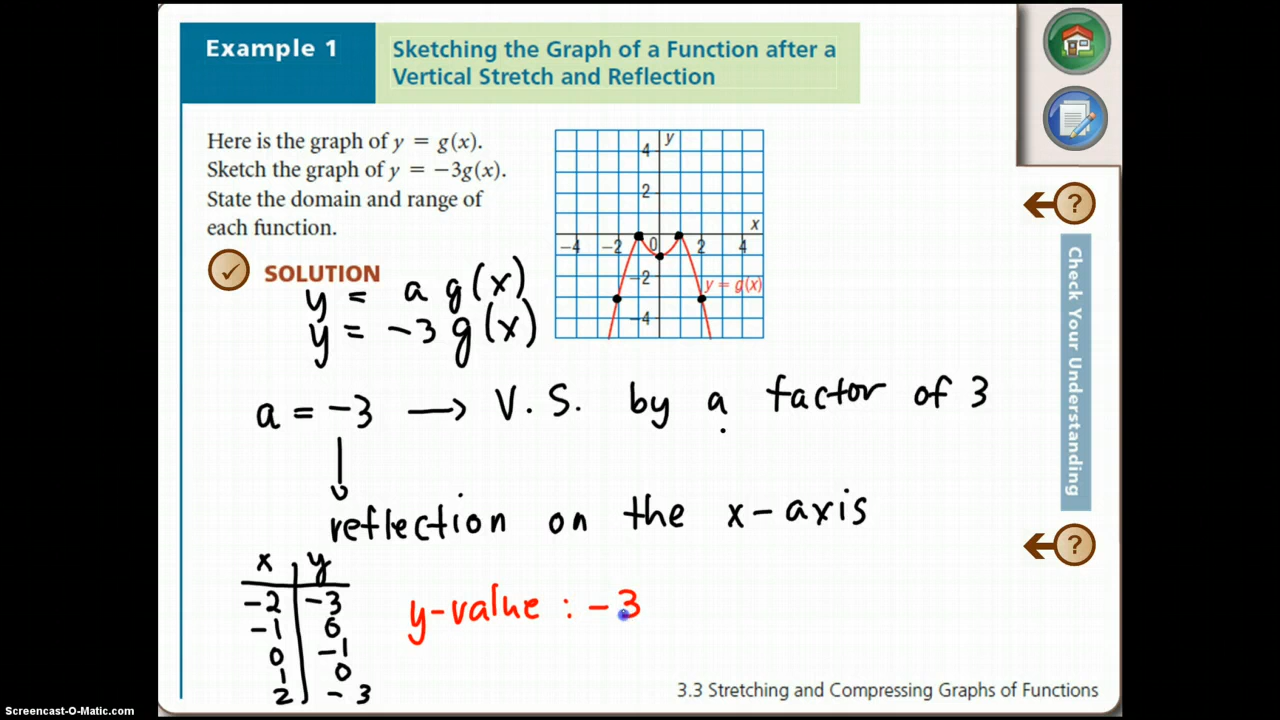 Example 1
Sketching the Graph of a Function after a
Vertical Stretch and Reflection
Here is the graph of y = g(x).
Sketch the graph of y = −3g(x).
State the domain and range of
each function.
SOLUTION
y
4
2
x
−4 −2 0 2 4
−2
y = g(x)
−4
y = a g(x)
y = −3 g(x)
a = −3 → V. S. by a factor of 3
reflection on the x-axis
x y
−2 −3
−1 0
0 −1
1 0
2 −3
y-value : −3
3.3 Stretching and Compressing Graphs of Functions
?
Check Your Understanding
?
Screencast-O-Matic.com